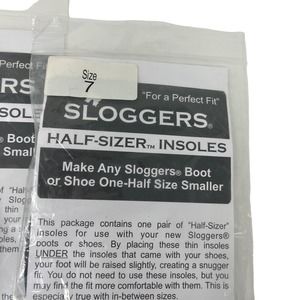 Size
7
"For a Perfect Fit"
SLOGGERS®
HALF-SIZER™ INSOLES
Make Any Sloggers® Boot
or Shoe One-Half Size Smaller
This package contains one pair of "Half-Sizer"
Insoles for use with your new Sloggers®
boots or shoes. By placing these thin insoles
UNDER the insoles that came with your shoes,
your foot will be raised slightly, creating a snugger
fit. You do not need to use these insoles, but you
may find the fit more comfortable with them. This is
especially true with in-between sizes.